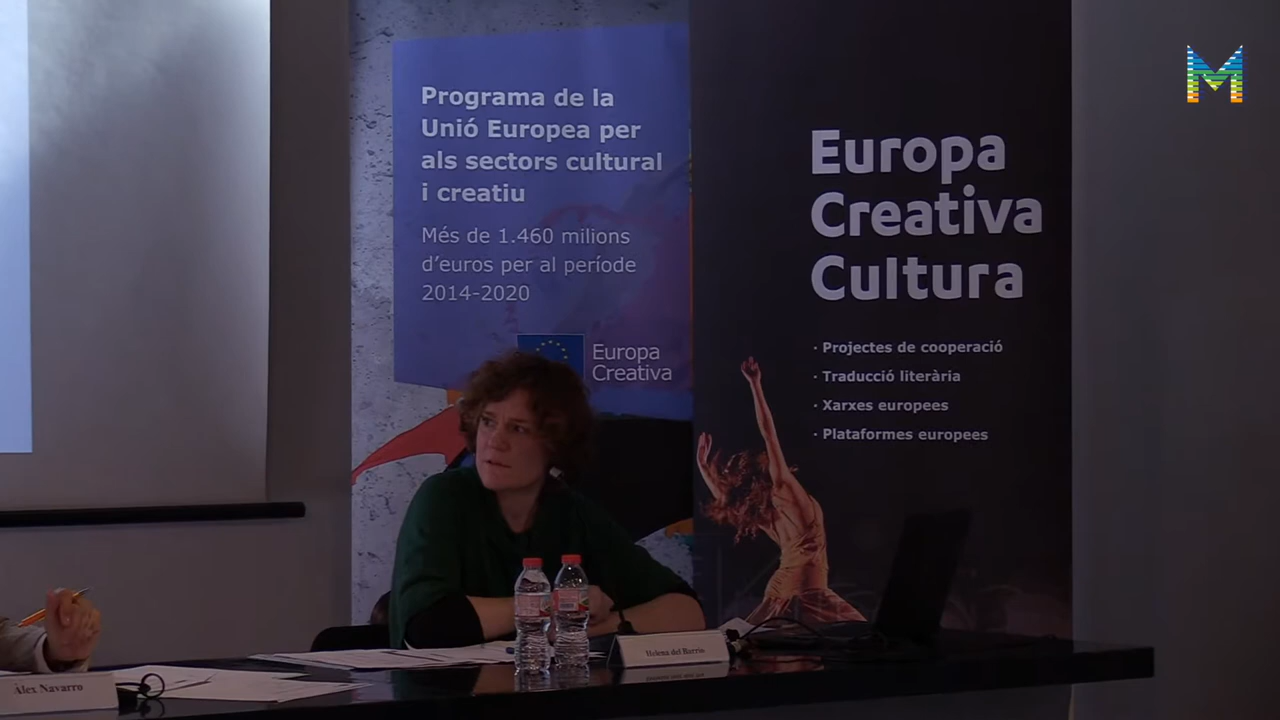 Programa de la
Unió Europea per
als sectors cultural
i creatiu
Més de 1.460 milions
d'euros per al període
2014-2020
Europa
Creativa
Europa
Creativa
Cultura
· Projectes de cooperació
· Traducció literària
· Xarxes europees
· Plataformes europees
M
Helena del Barrio
Àlex Navarro